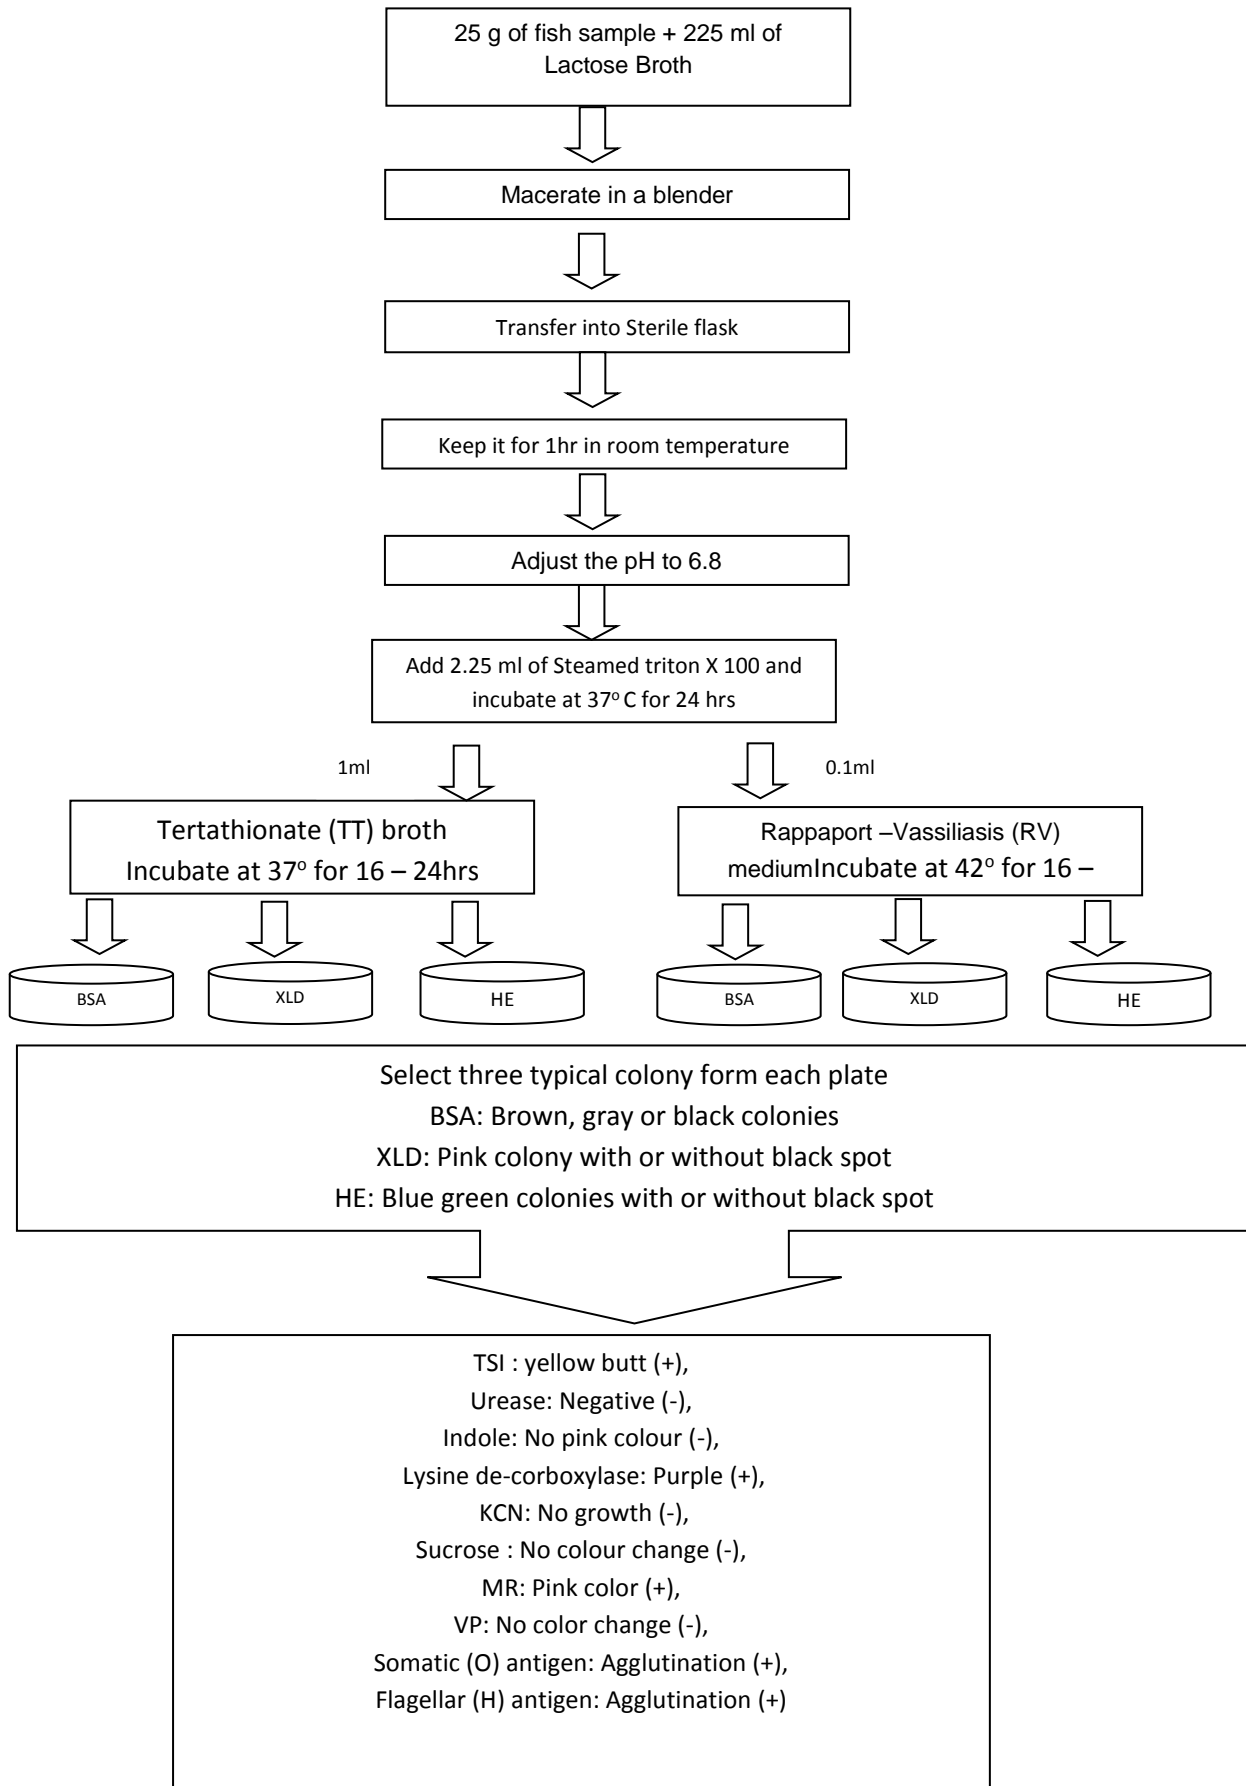 25 g of fish sample + 225 ml of
Lactose Broth
Macerate in a blender
Transfer into Sterile flask
Keep it for 1hr in room temperature
Adjust the pH to 6.8
Add 2.25 ml of Steamed triton X 100 and
incubate at 37º C for 24 hrs
1ml
0.1ml
Tertathionate (TT) broth
Incubate at 37º for 16 – 24hrs
Rappaport –Vassiliasis (RV)
mediumIncubate at 42º for 16 –
BSA
XLD
HE
BSA
XLD
HE
Select three typical colony form each plate
BSA: Brown, gray or black colonies
XLD: Pink colony with or without black spot
HE: Blue green colonies with or without black spot
TSI : yellow butt (+),
Urease: Negative (-),
Indole: No pink colour (-),
Lysine de-corboxylase: Purple (+),
KCN: No growth (-),
Sucrose : No colour change (-),
MR: Pink color (+),
VP: No color change (-),
Somatic (O) antigen: Agglutination (+),
Flagellar (H) antigen: Agglutination (+)